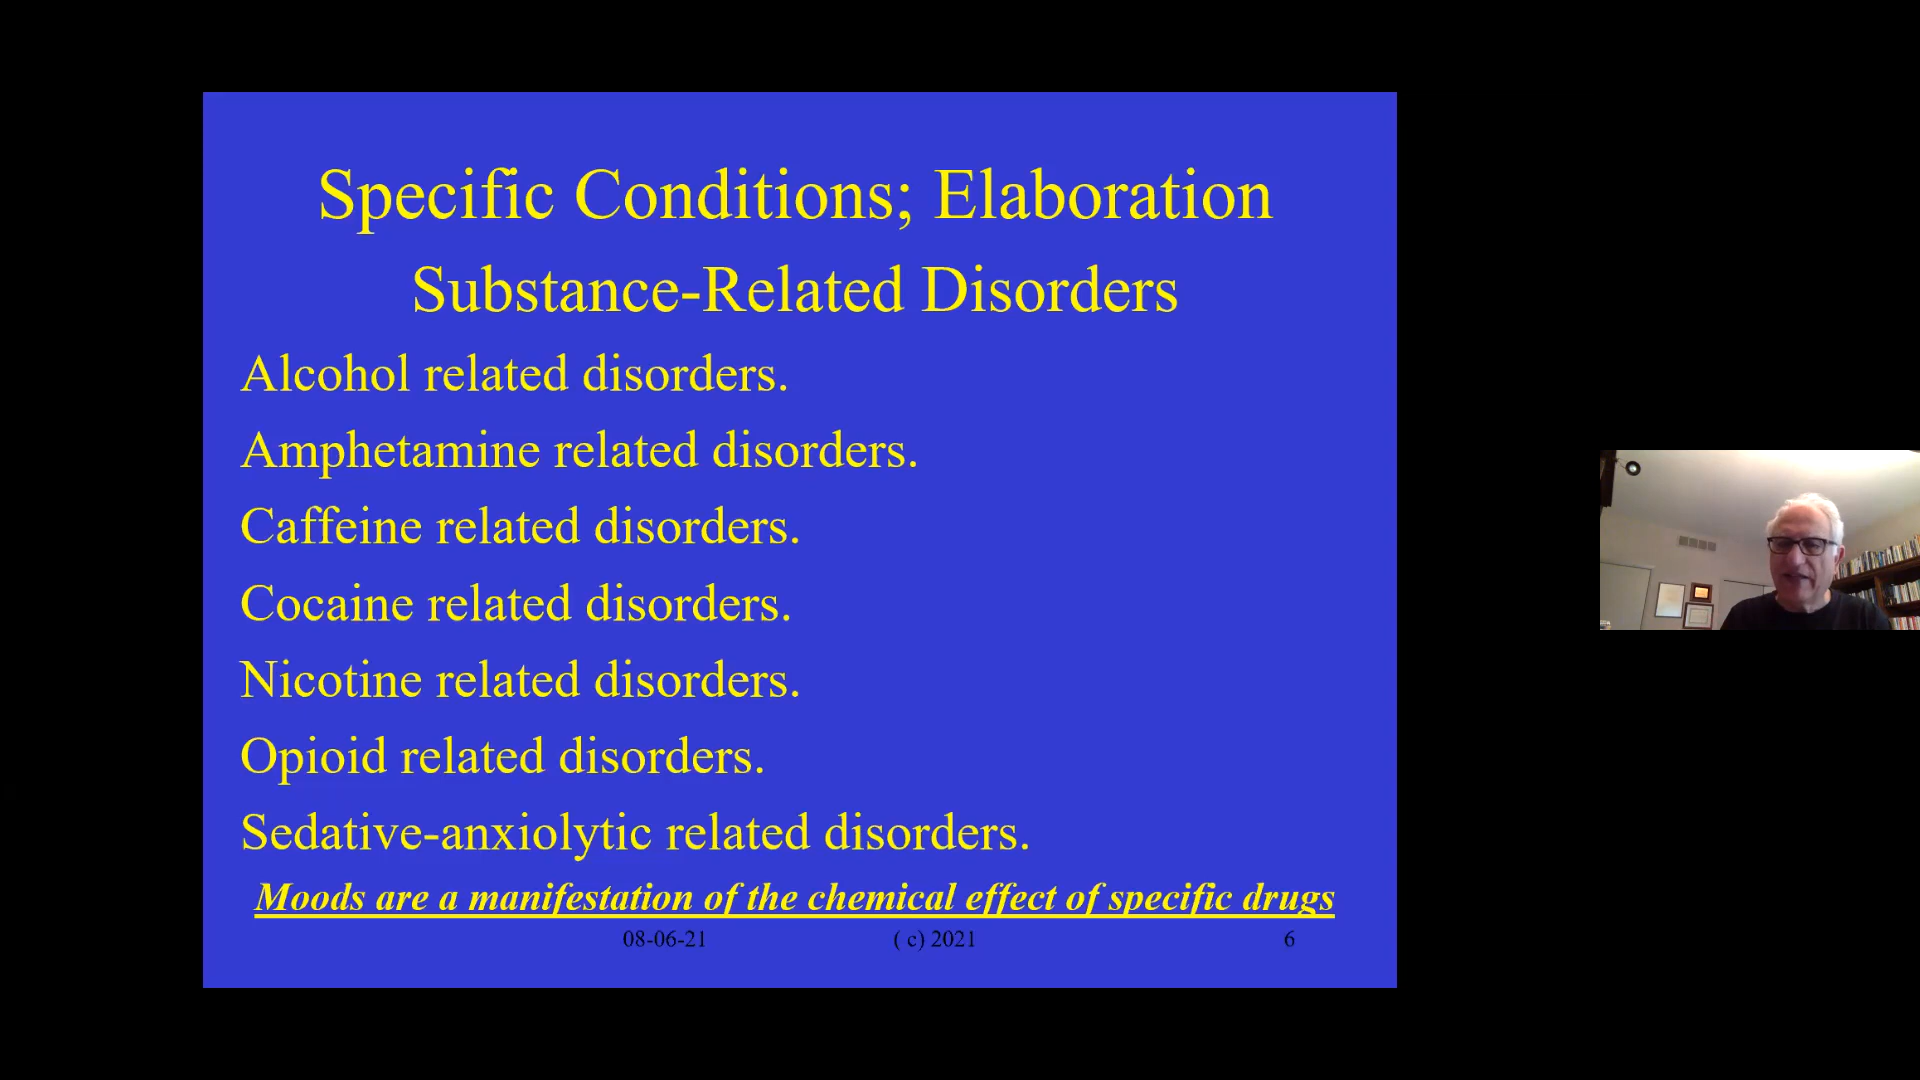 Specific Conditions; Elaboration
Substance-Related Disorders
Alcohol related disorders.
Amphetamine related disorders.
Caffeine related disorders.
Cocaine related disorders.
Nicotine related disorders.
Opioid related disorders.
Sedative-anxiolytic related disorders.
Moods are a manifestation of the chemical effect of specific drugs
08-06-21 ( c) 2021 6